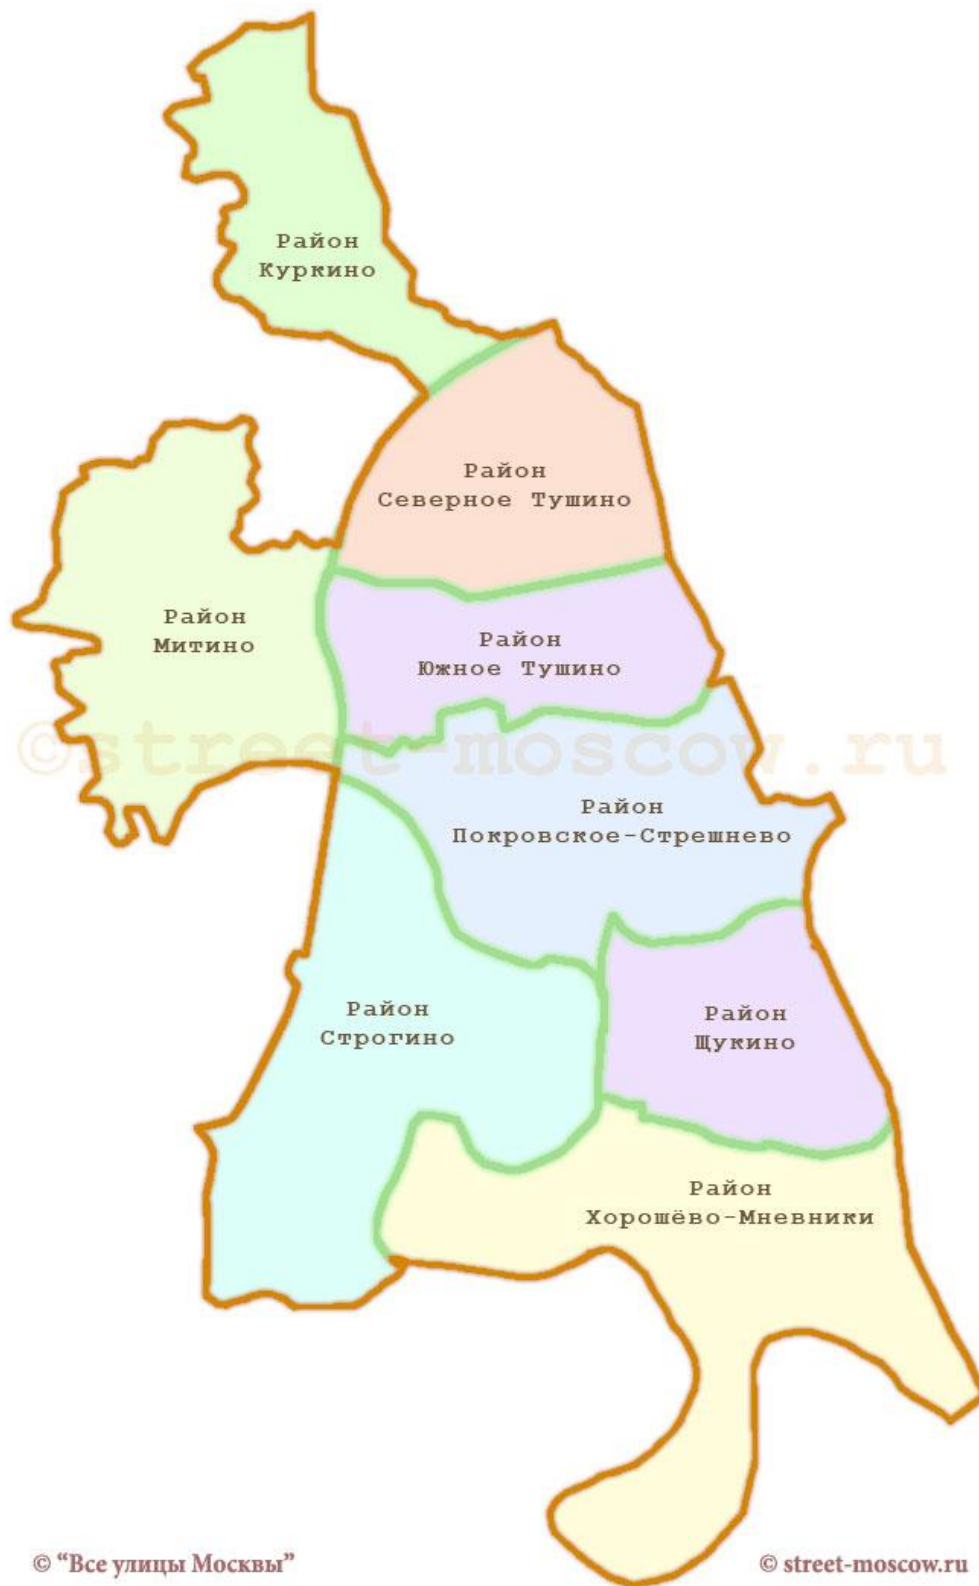 Район
Куркино
Район
Северное Тушино
Район
Митино
Район
Южное Тушино
©street-moscow.ru
Район
Покровское-Стрешнево
Район
Строгино
Район
Щукино
Район
Хорошёво-Мневники
© “Все улицы Москвы”
© street-moscow.ru